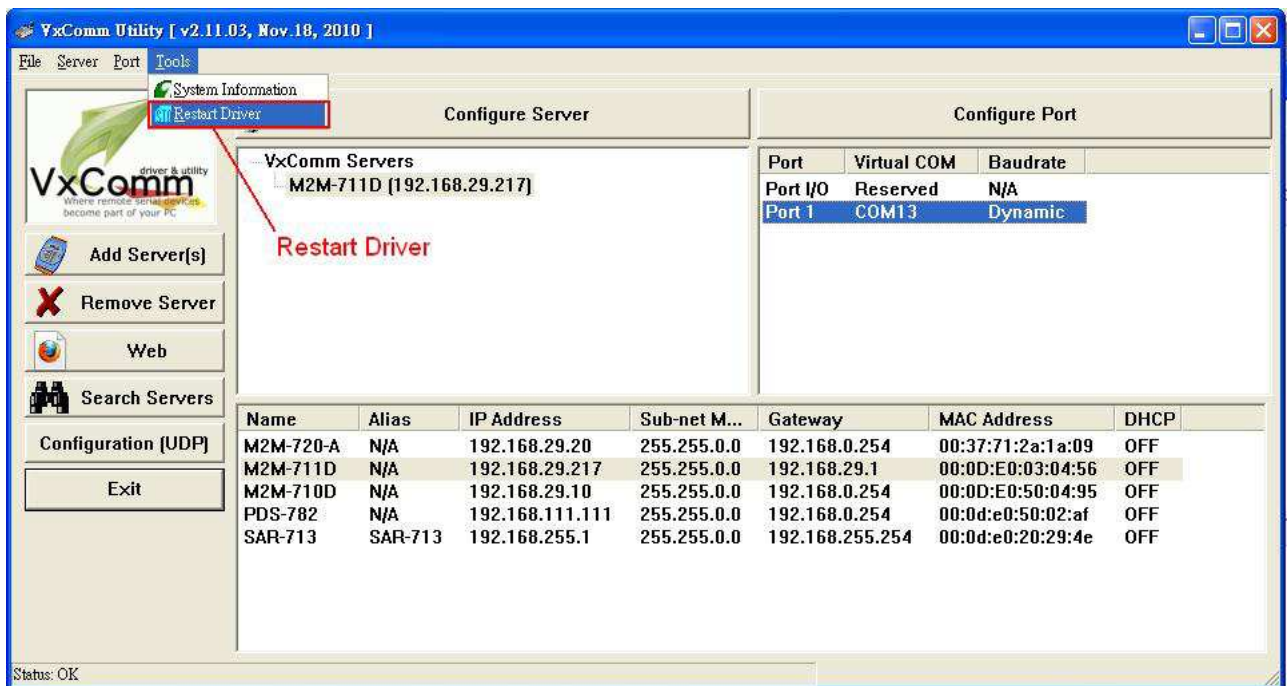 VxComm Utility [ v2.11.03, Nov.18, 2010 ]
File Server Port Tools
System Information
Restart Driver
Configure Server
Configure Port
VxComm
driver & utility
Where remote serial devices
become part of your PC
Add Server(s)
Remove Server
Web
Search Servers
Configuration (UDP)
Exit
VxComm Servers
M2M-711D (192.168.29.217)
Restart Driver
Port Virtual COM Baudrate
Port I/O Reserved N/A
Port 1 COM13 Dynamic
Name Alias IP Address Sub-net M... Gateway MAC Address DHCP
M2M-720-A N/A 192.168.29.20 255.255.0.0 192.168.0.254 00:37:71:2a:1a:09 OFF
M2M-711D N/A 192.168.29.217 255.255.0.0 192.168.29.1 00:0D:E0:03:04:56 OFF
M2M-710D N/A 192.168.29.10 255.255.0.0 192.168.0.254 00:0D:E0:50:04:95 OFF
PDS-782 N/A 192.168.111.111 255.255.0.0 192.168.0.254 00:0d:e0:50:02:af OFF
SAR-713 SAR-713 192.168.255.1 255.255.0.0 192.168.255.254 00:0d:e0:20:29:4e OFF
Status: OK